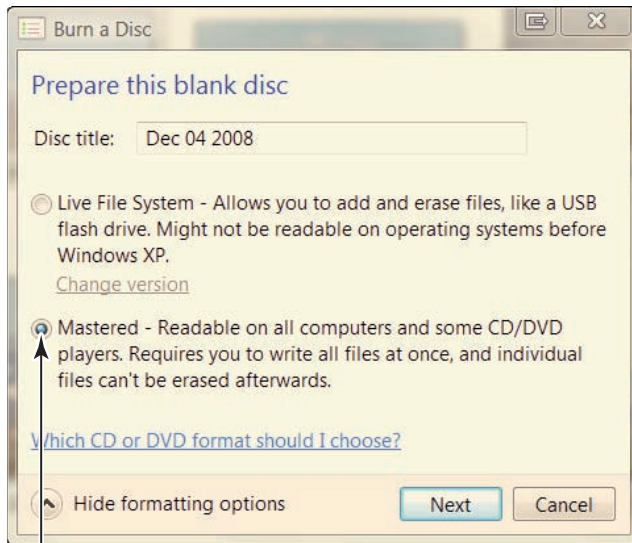 Burn a Disc
Prepare this blank disc
Disc title: Dec 04 2008
Live File System - Allows you to add and erase files, like a USB
flash drive. Might not be readable on operating systems before
Windows XP.
Change version
Mastered - Readable on all computers and some CD/DVD
players. Requires you to write all files at once, and individual
files can't be erased afterwards.
Which CD or DVD format should I choose?
Hide formatting options Next Cancel